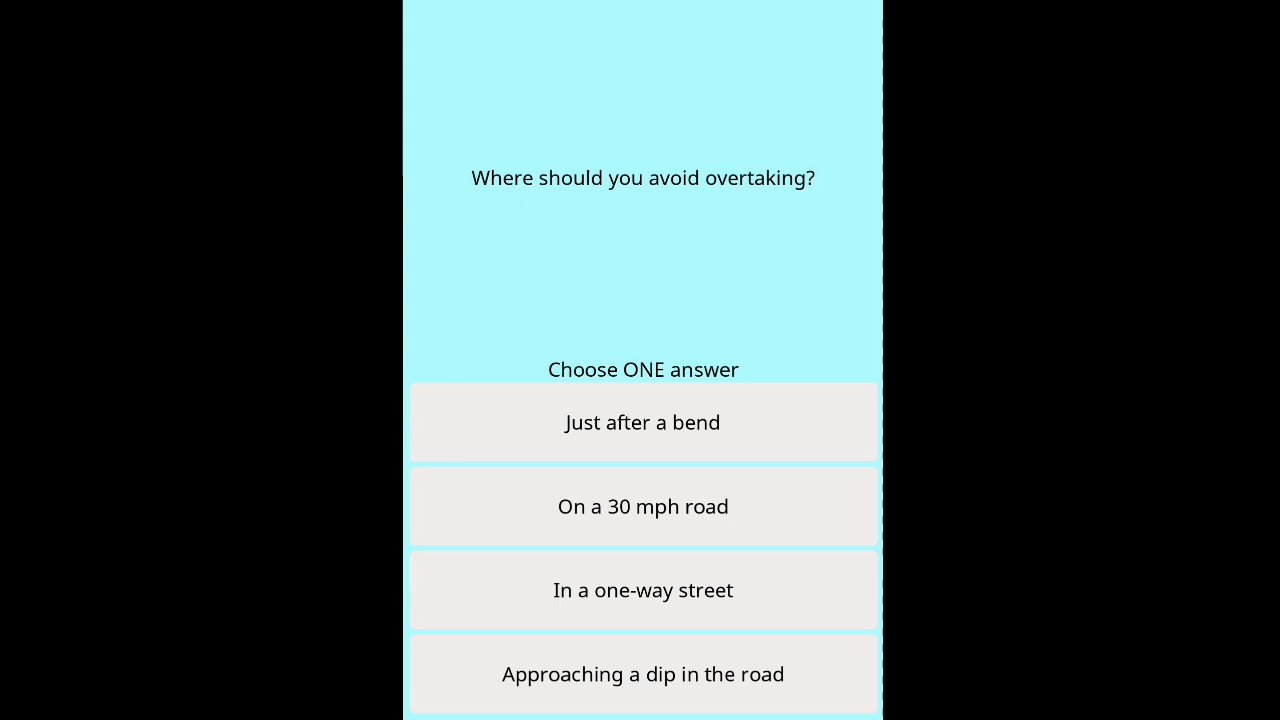 Where should you avoid overtaking?
Choose ONE answer
Just after a bend
On a 30 mph road
In a one-way street
Approaching a dip in the road